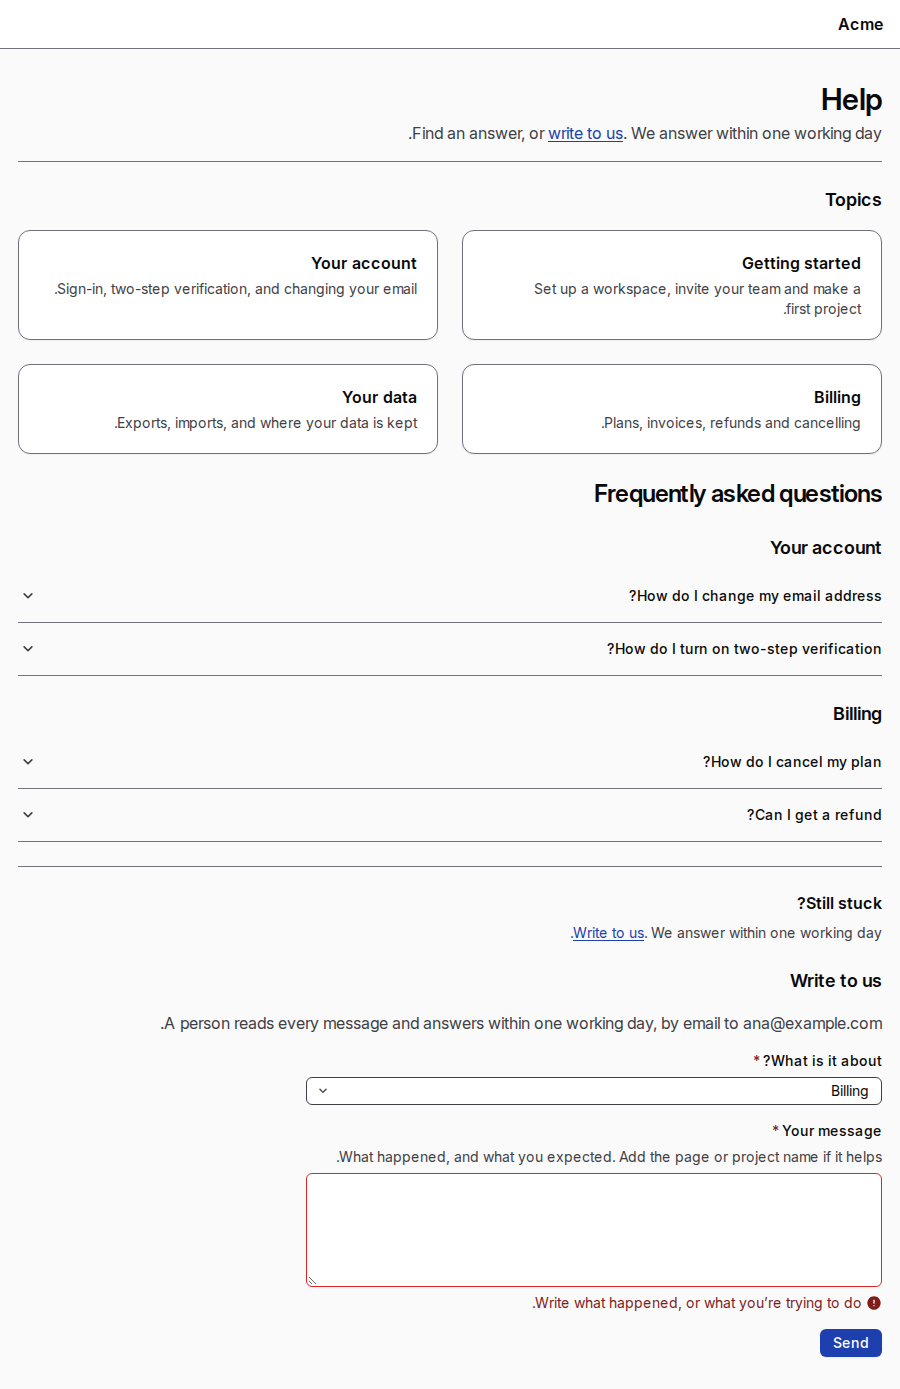 Acme
Help
Find an answer, or write to us. We answer within one working day.
Topics
Getting started
Set up a workspace, invite your team and make a
first project.
Your account
Sign-in, two-step verification, and changing your email.
Billing
Plans, invoices, refunds and cancelling.
Your data
Exports, imports, and where your data is kept.
Frequently asked questions
Your account
How do I change my email address?
How do I turn on two-step verification?
Billing
How do I cancel my plan?
Can I get a refund?
Still stuck?
Write to us. We answer within one working day.
Write to us
A person reads every message and answers within one working day, by email to ana@example.com.
What is it about? *
Billing
Your message *
What happened, and what you expected. Add the page or project name if it helps.
Write what happened, or what you’re trying to do.
Send